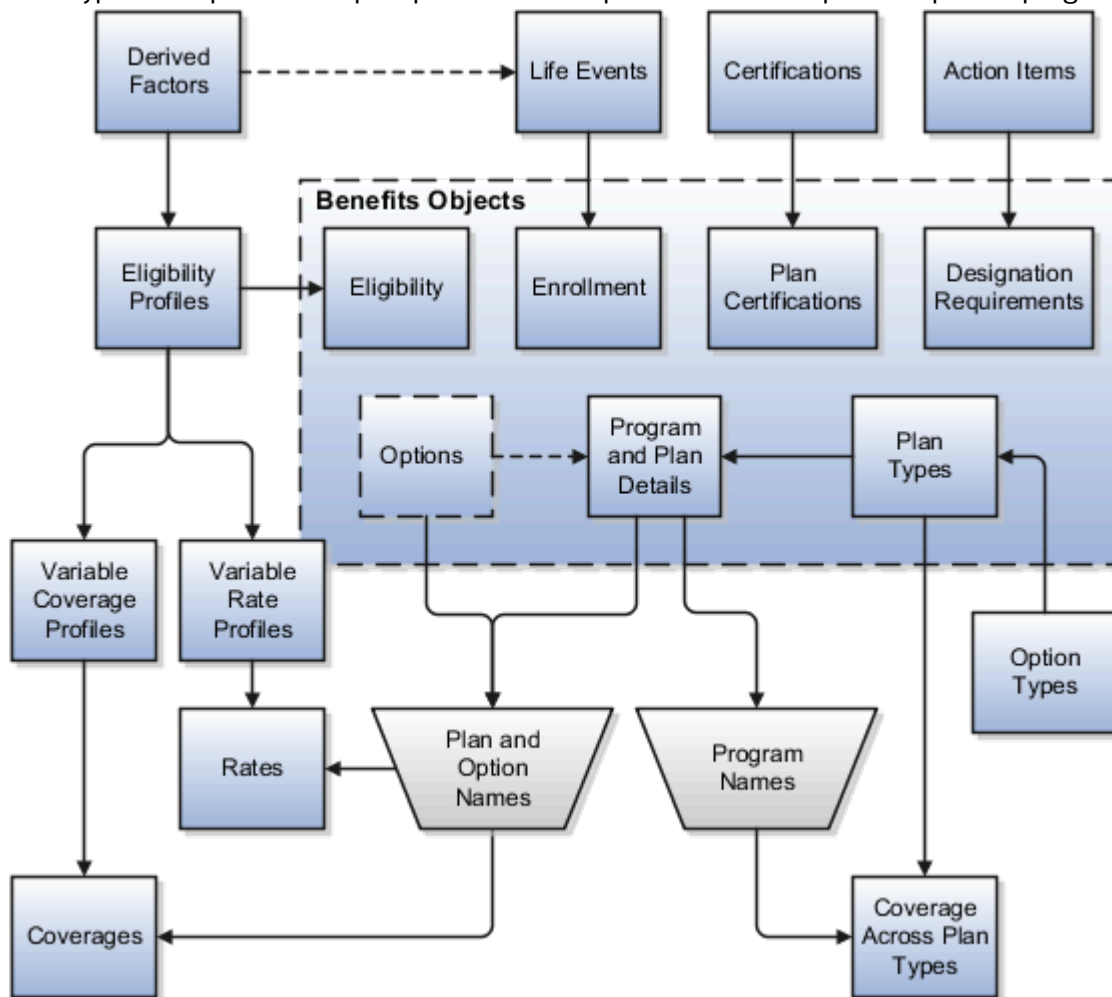 Derived
Factors
Life Events
Certifications
Action Items
Benefits Objects
Eligibility
Profiles
Eligibility
Enrollment
Plan
Certifications
Designation
Requirements
Options
Program
and Plan
Details
Plan
Types
Variable
Coverage
Profiles
Variable
Rate
Profiles
Option
Types
Rates
Plan and
Option
Names
Program
Names
Coverages
Coverage
Across Plan
Types